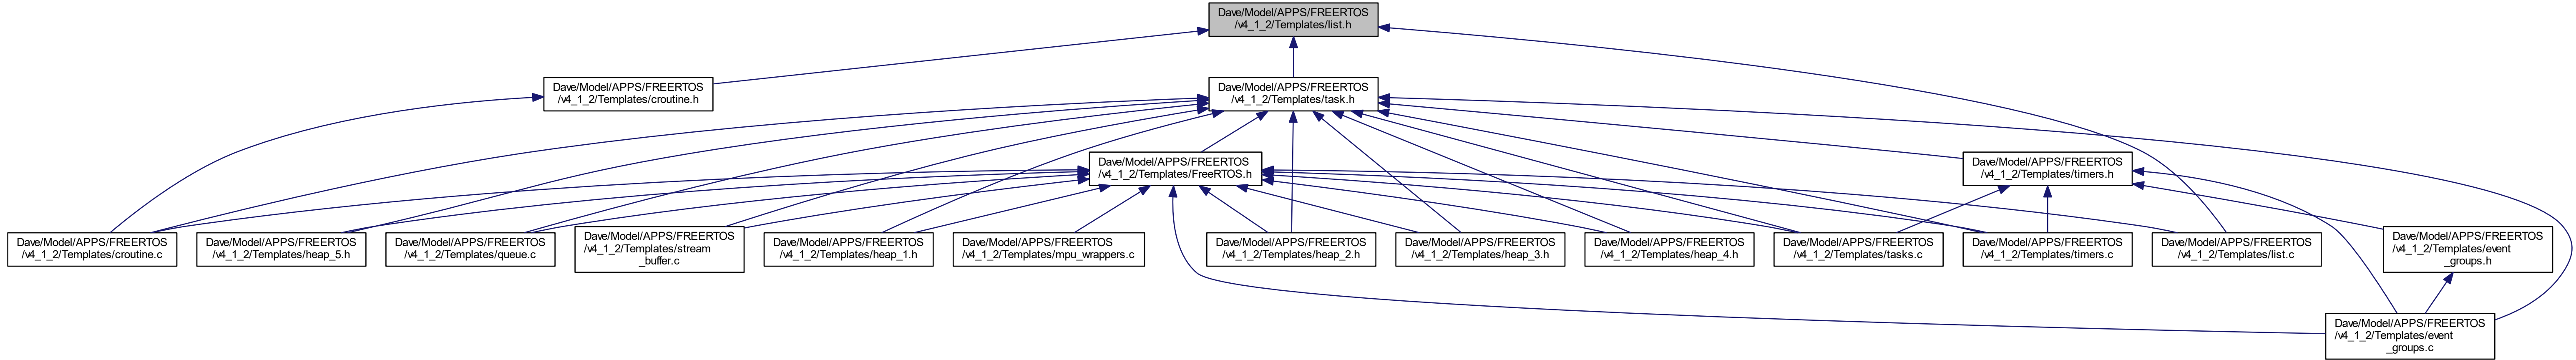 Dave/Model/APPS/FREERTOS
/v4_1_2/Templates/list.h
Dave/Model/APPS/FREERTOS
/v4_1_2/Templates/croutine.h
Dave/Model/APPS/FREERTOS
/v4_1_2/Templates/task.h
Dave/Model/APPS/FREERTOS
/v4_1_2/Templates/FreeRTOS.h
Dave/Model/APPS/FREERTOS
/v4_1_2/Templates/timers.h
Dave/Model/APPS/FREERTOS
/v4_1_2/Templates/croutine.c
Dave/Model/APPS/FREERTOS
/v4_1_2/Templates/heap_5.h
Dave/Model/APPS/FREERTOS
/v4_1_2/Templates/queue.c
Dave/Model/APPS/FREERTOS
/v4_1_2/Templates/stream
_buffer.c
Dave/Model/APPS/FREERTOS
/v4_1_2/Templates/heap_1.h
Dave/Model/APPS/FREERTOS
/v4_1_2/Templates/mpu_wrappers.c
Dave/Model/APPS/FREERTOS
/v4_1_2/Templates/heap_2.h
Dave/Model/APPS/FREERTOS
/v4_1_2/Templates/heap_3.h
Dave/Model/APPS/FREERTOS
/v4_1_2/Templates/heap_4.h
Dave/Model/APPS/FREERTOS
/v4_1_2/Templates/tasks.c
Dave/Model/APPS/FREERTOS
/v4_1_2/Templates/timers.c
Dave/Model/APPS/FREERTOS
/v4_1_2/Templates/list.c
Dave/Model/APPS/FREERTOS
/v4_1_2/Templates/event
_groups.h
Dave/Model/APPS/FREERTOS
/v4_1_2/Templates/event
_groups.c